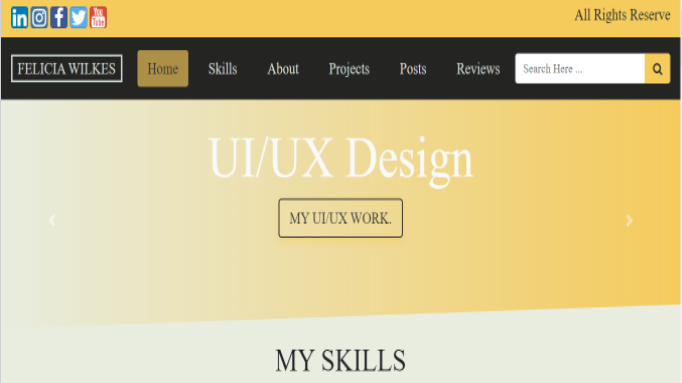 in
f
You
Tube
All Rights Reserve
FELICIA WILKES
Home
Skills
About
Projects
Posts
Reviews
Search Here ...
UI/UX Design
MY UI/UX WORK.
MY SKILLS